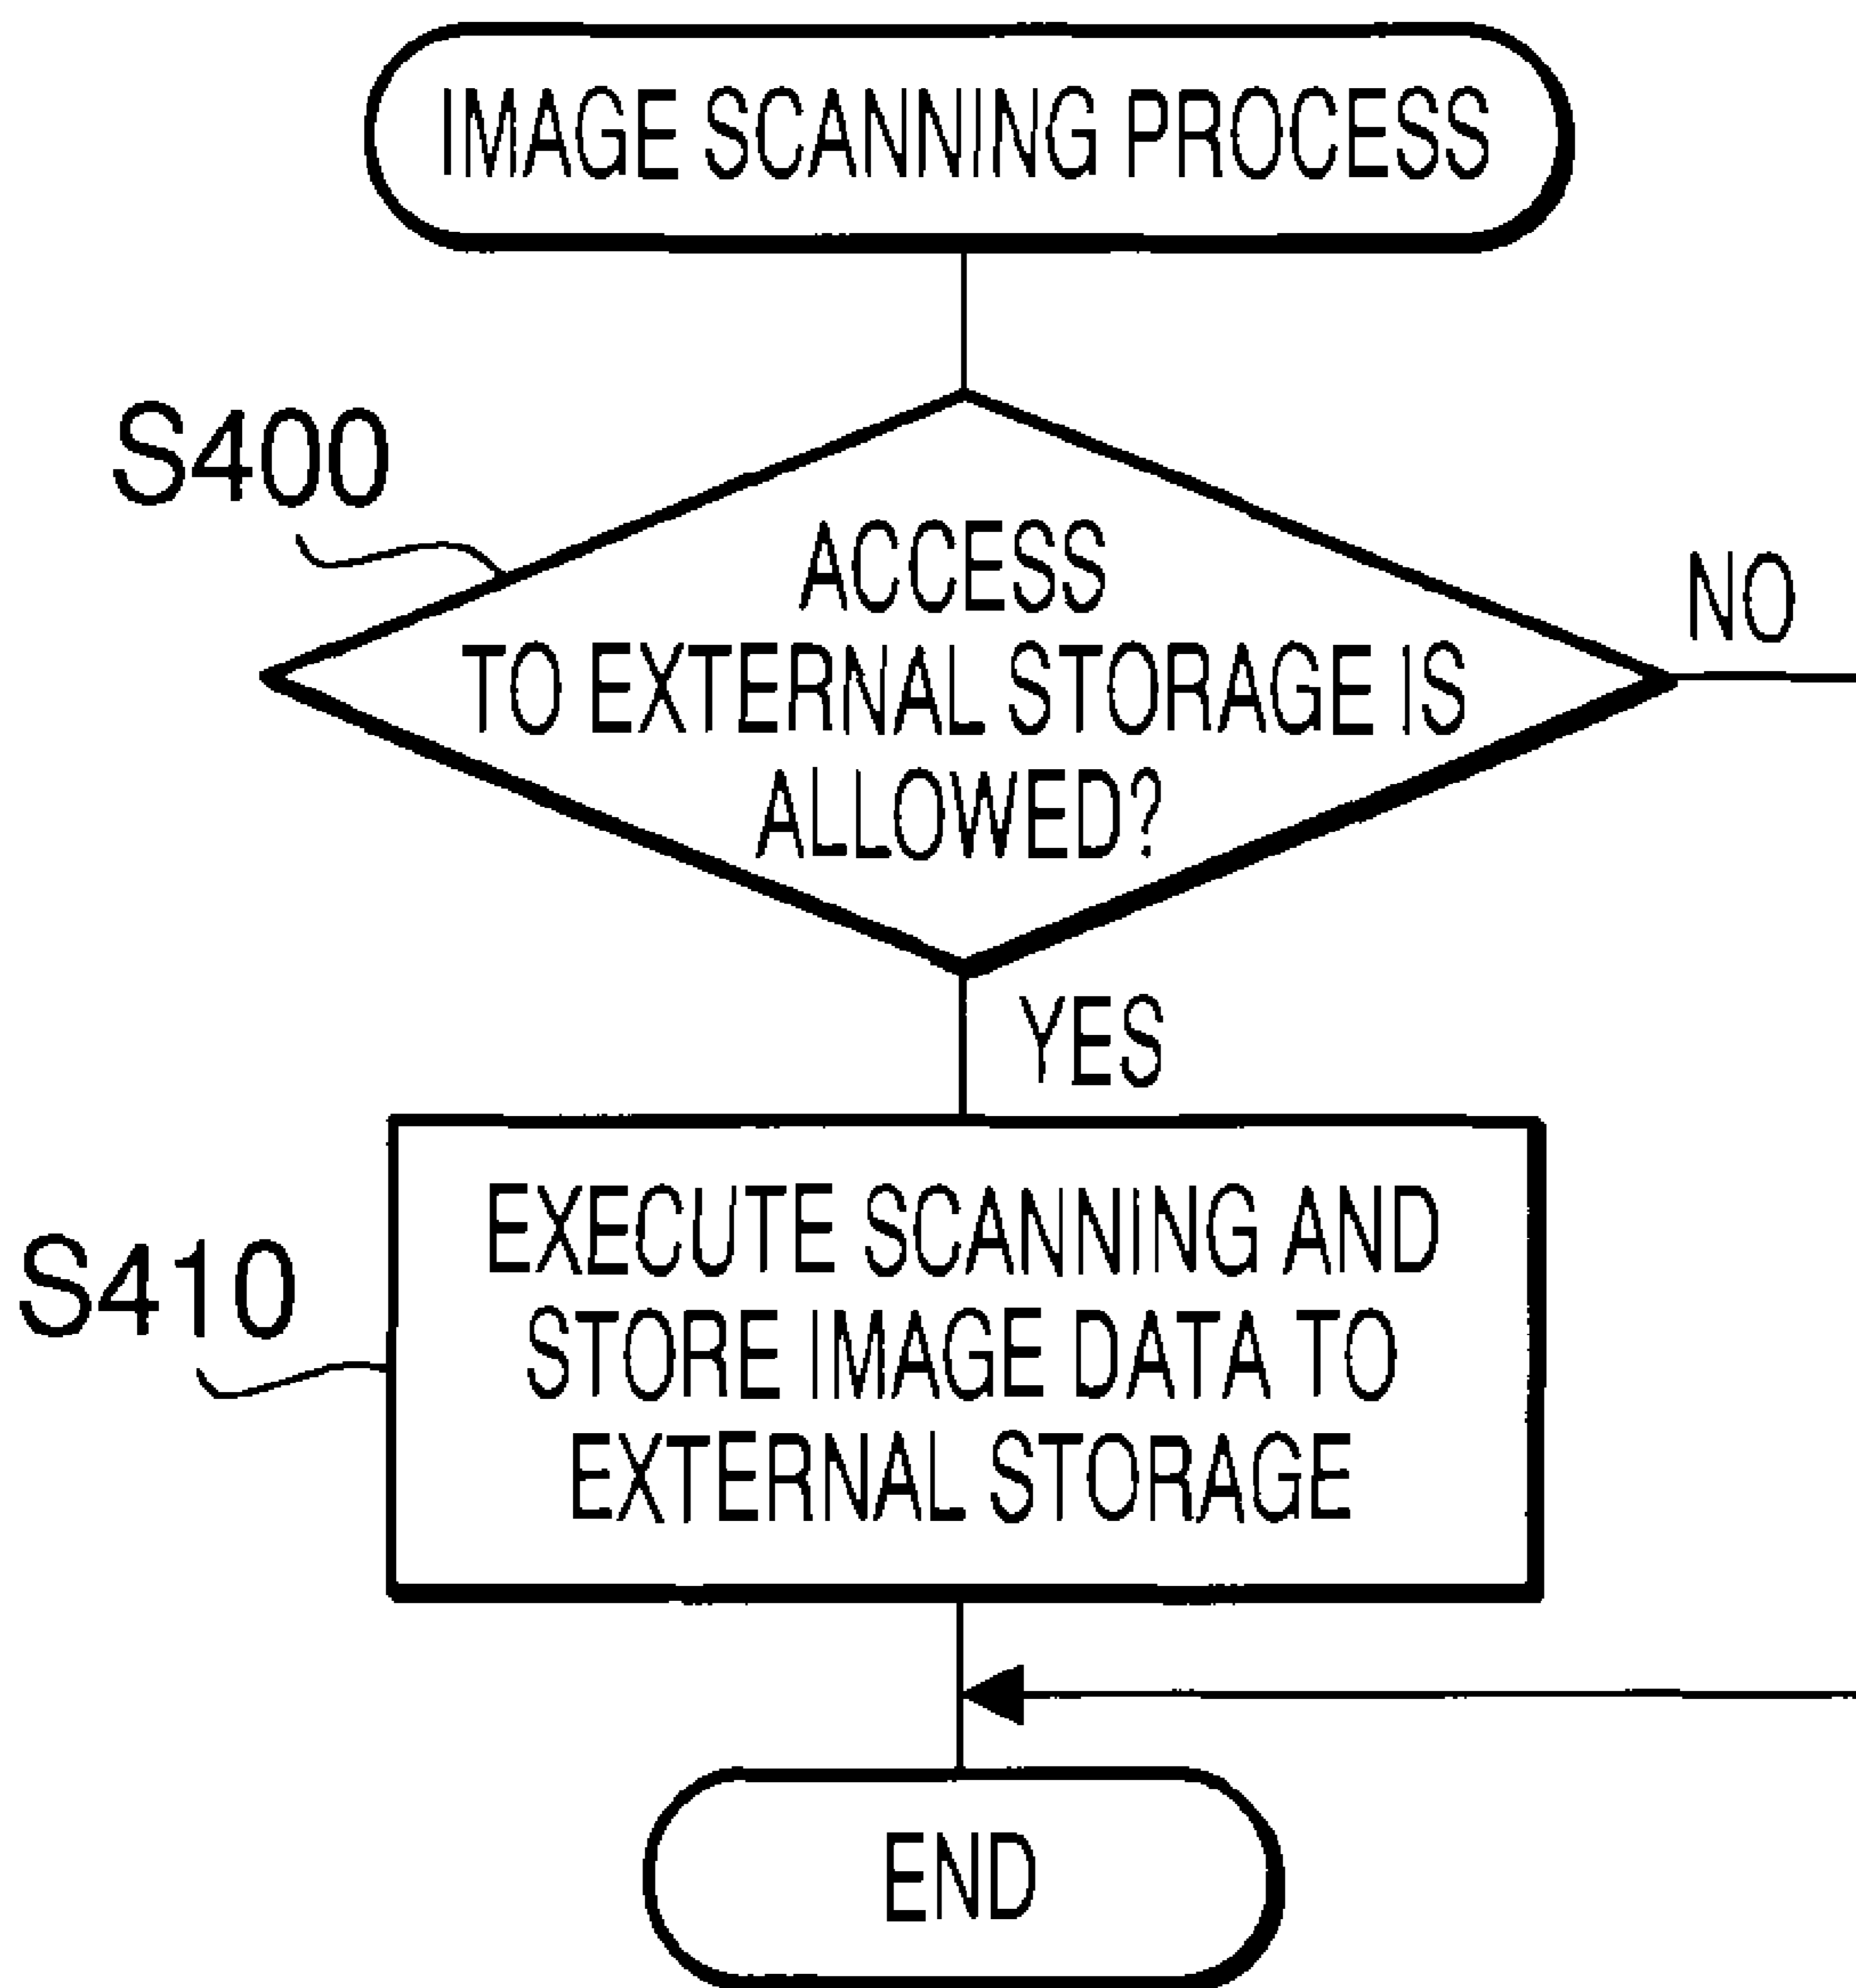 IMAGE SCANNING PROCESS
S400
ACCESS
TO EXTERNAL STORAGE IS
ALLOWED?
NO
YES
S410
EXECUTE SCANNING AND
STORE IMAGE DATA TO
EXTERNAL STORAGE
END